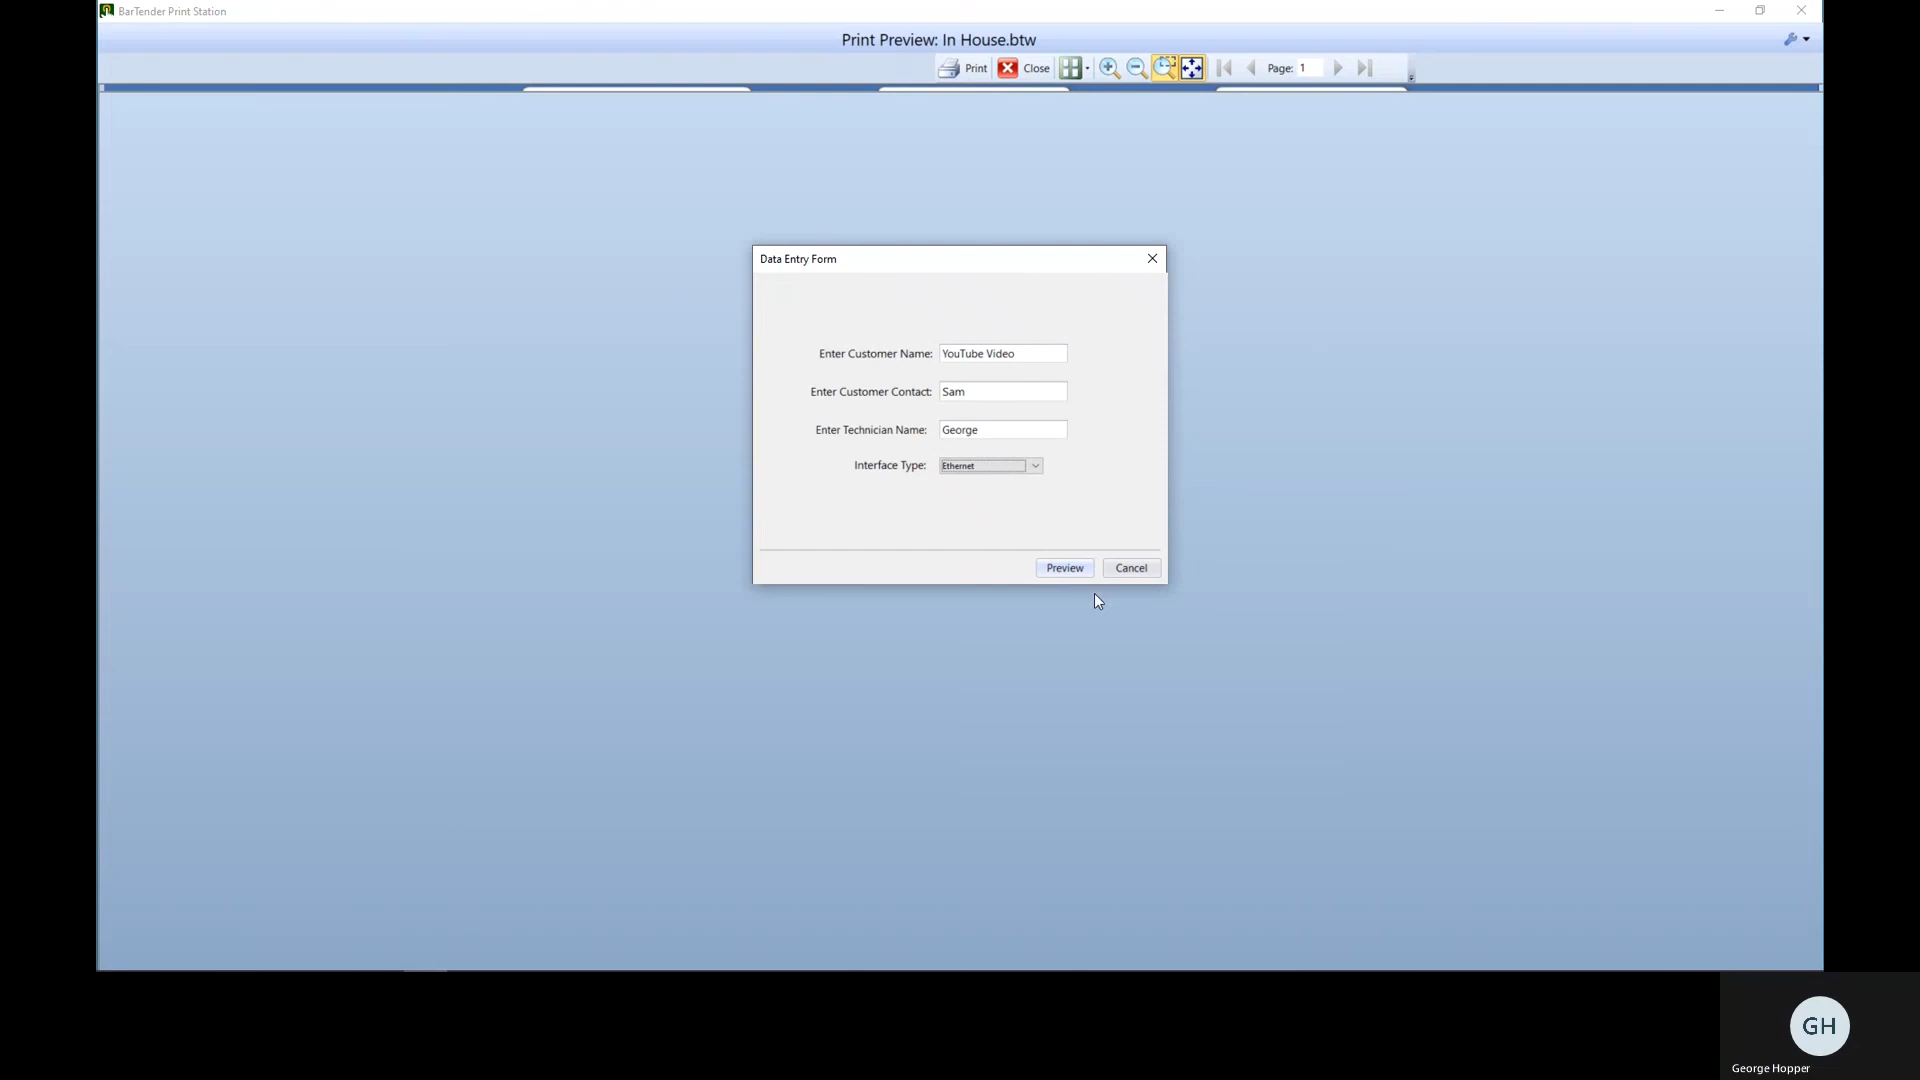 BarTender Print Station
Print Preview: In House.btw
Print Close Page: 1
Data Entry Form
Enter Customer Name: YouTube Video
Enter Customer Contact: Sam
Enter Technician Name: George
Interface Type: Ethernet
Preview Cancel
GH
George Hopper